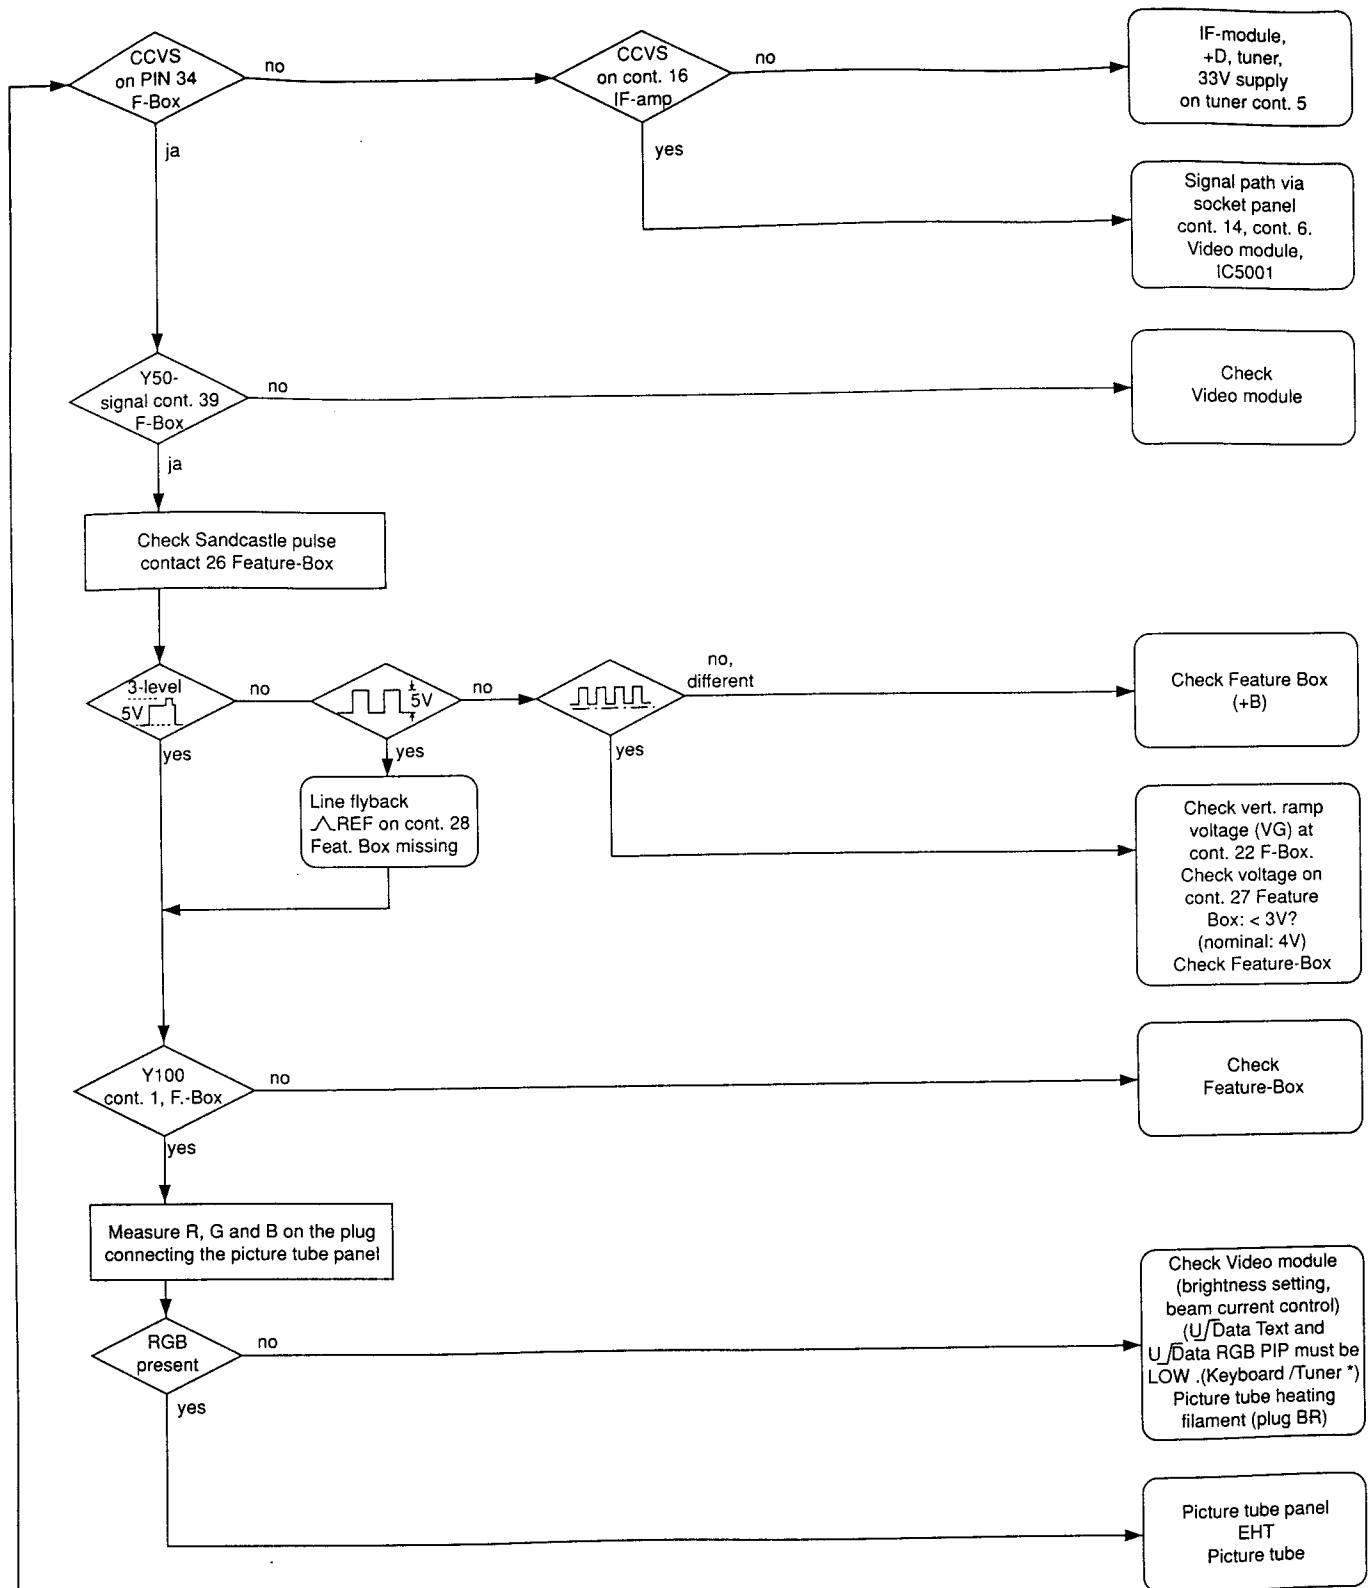 CCVS
on PIN 34
F-Box
no
CCVS
on cont. 16
IF-amp
no
IF-module,
+D, tuner,
33V supply
on tuner cont. 5
ja
yes
Signal path via
socket panel
cont. 14, cont. 6.
Video module,
IC5001
Y50-
signal cont. 39
F-Box
no
Check
Video module
ja
Check Sandcastle pulse
contact 26 Feature-Box
3-level
5V
no
5V
no
no,
different
Check Feature Box
(+B)
yes
yes
yes
Line flyback
REF on cont. 28
Feat. Box missing
Check vert. ramp
voltage (VG) at
cont. 22 F-Box.
Check voltage on
cont. 27 Feature
Box: < 3V?
(nominal: 4V)
Check Feature-Box
Y100
cont. 1, F.-Box
no
Check
Feature-Box
yes
Measure R, G and B on the plug
connecting the picture tube panel
RGB
present
no
Check Video module
(brightness setting,
beam current control)
(U Data Text and
U Data RGB PIP must be
LOW .(Keyboard /Tuner *)
Picture tube heating
filament (plug BR)
yes
Picture tube panel
EHT
Picture tube